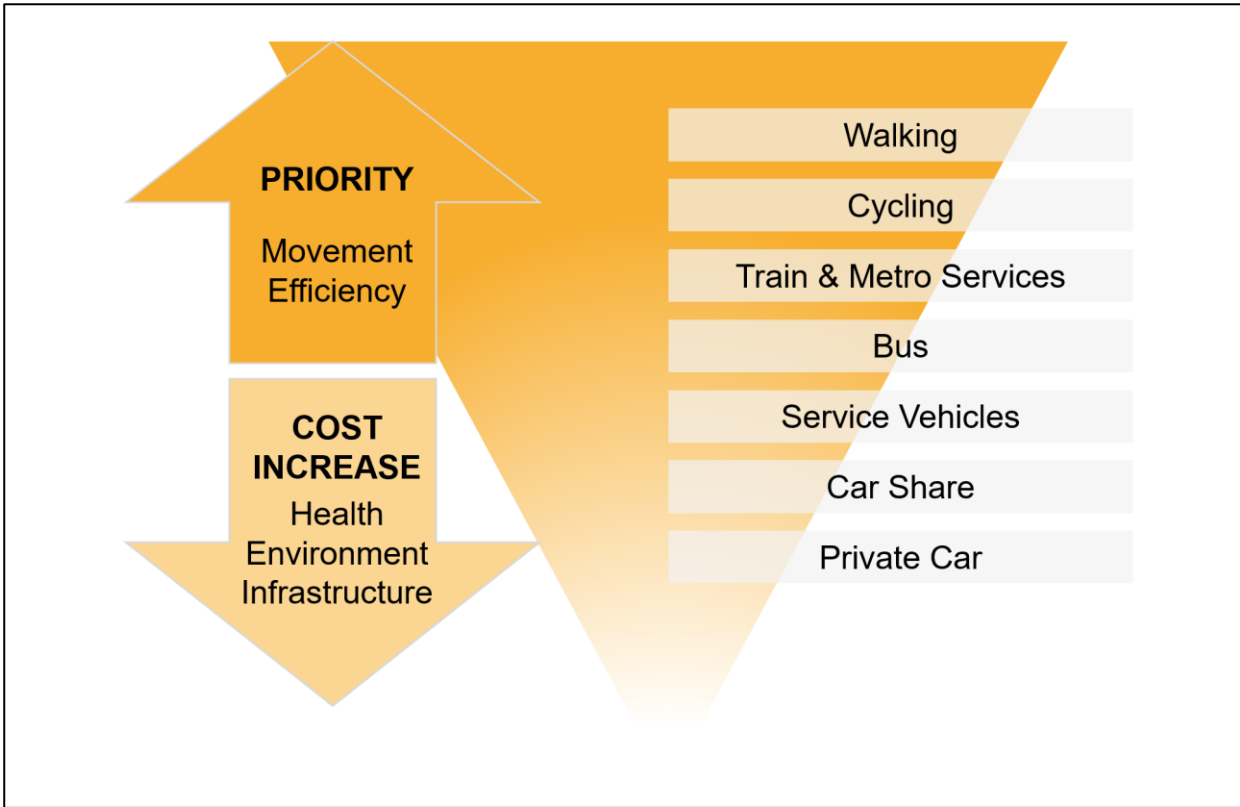 PRIORITY
Movement
Efficiency
COST
INCREASE
Health
Environment
Infrastructure
Walking
Cycling
Train & Metro Services
Bus
Service Vehicles
Car Share
Private Car